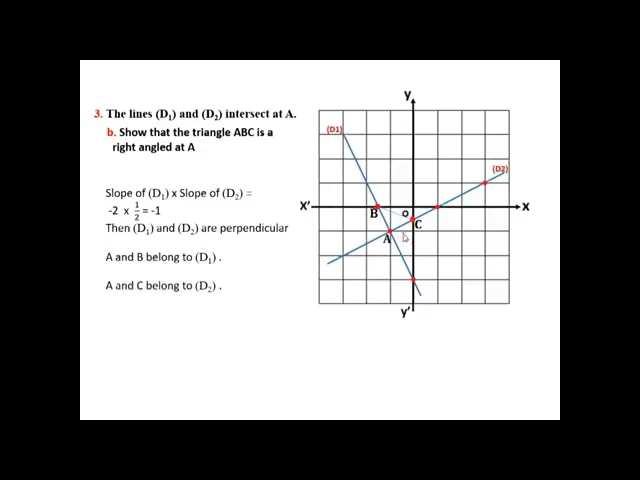 3. The lines (D₁) and (D₂) intersect at A.
b. Show that the triangle ABC is a
right angled at A
Slope of (D₁) x Slope of (D₂) =
-2 x 1/2 = -1
Then (D₁) and (D₂) are perpendicular
A and B belong to (D₁) .
A and C belong to (D₂) .
y
(D1)
(D2)
X'
B
O
X
C
A
y'